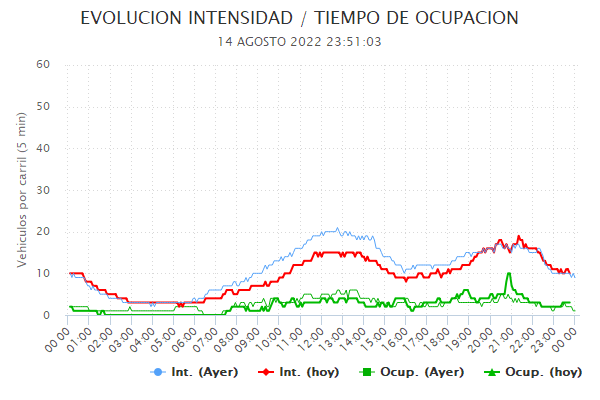 EVOLUCION INTENSIDAD / TIEMPO DE OCUPACION
14 AGOSTO 2022 23:51:03
Vehiculos por carril (5 min)
60
50
40
30
20
10
0
00:00 01:00 02:00 03:00 04:00 05:00 06:00 07:00 08:00 09:00 10:00 11:00 12:00 13:00 14:00 15:00 16:00 17:00 18:00 19:00 20:00 21:00 22:00 23:00 00:00
Int. (Ayer) Int. (hoy) Ocup. (Ayer) Ocup. (hoy)